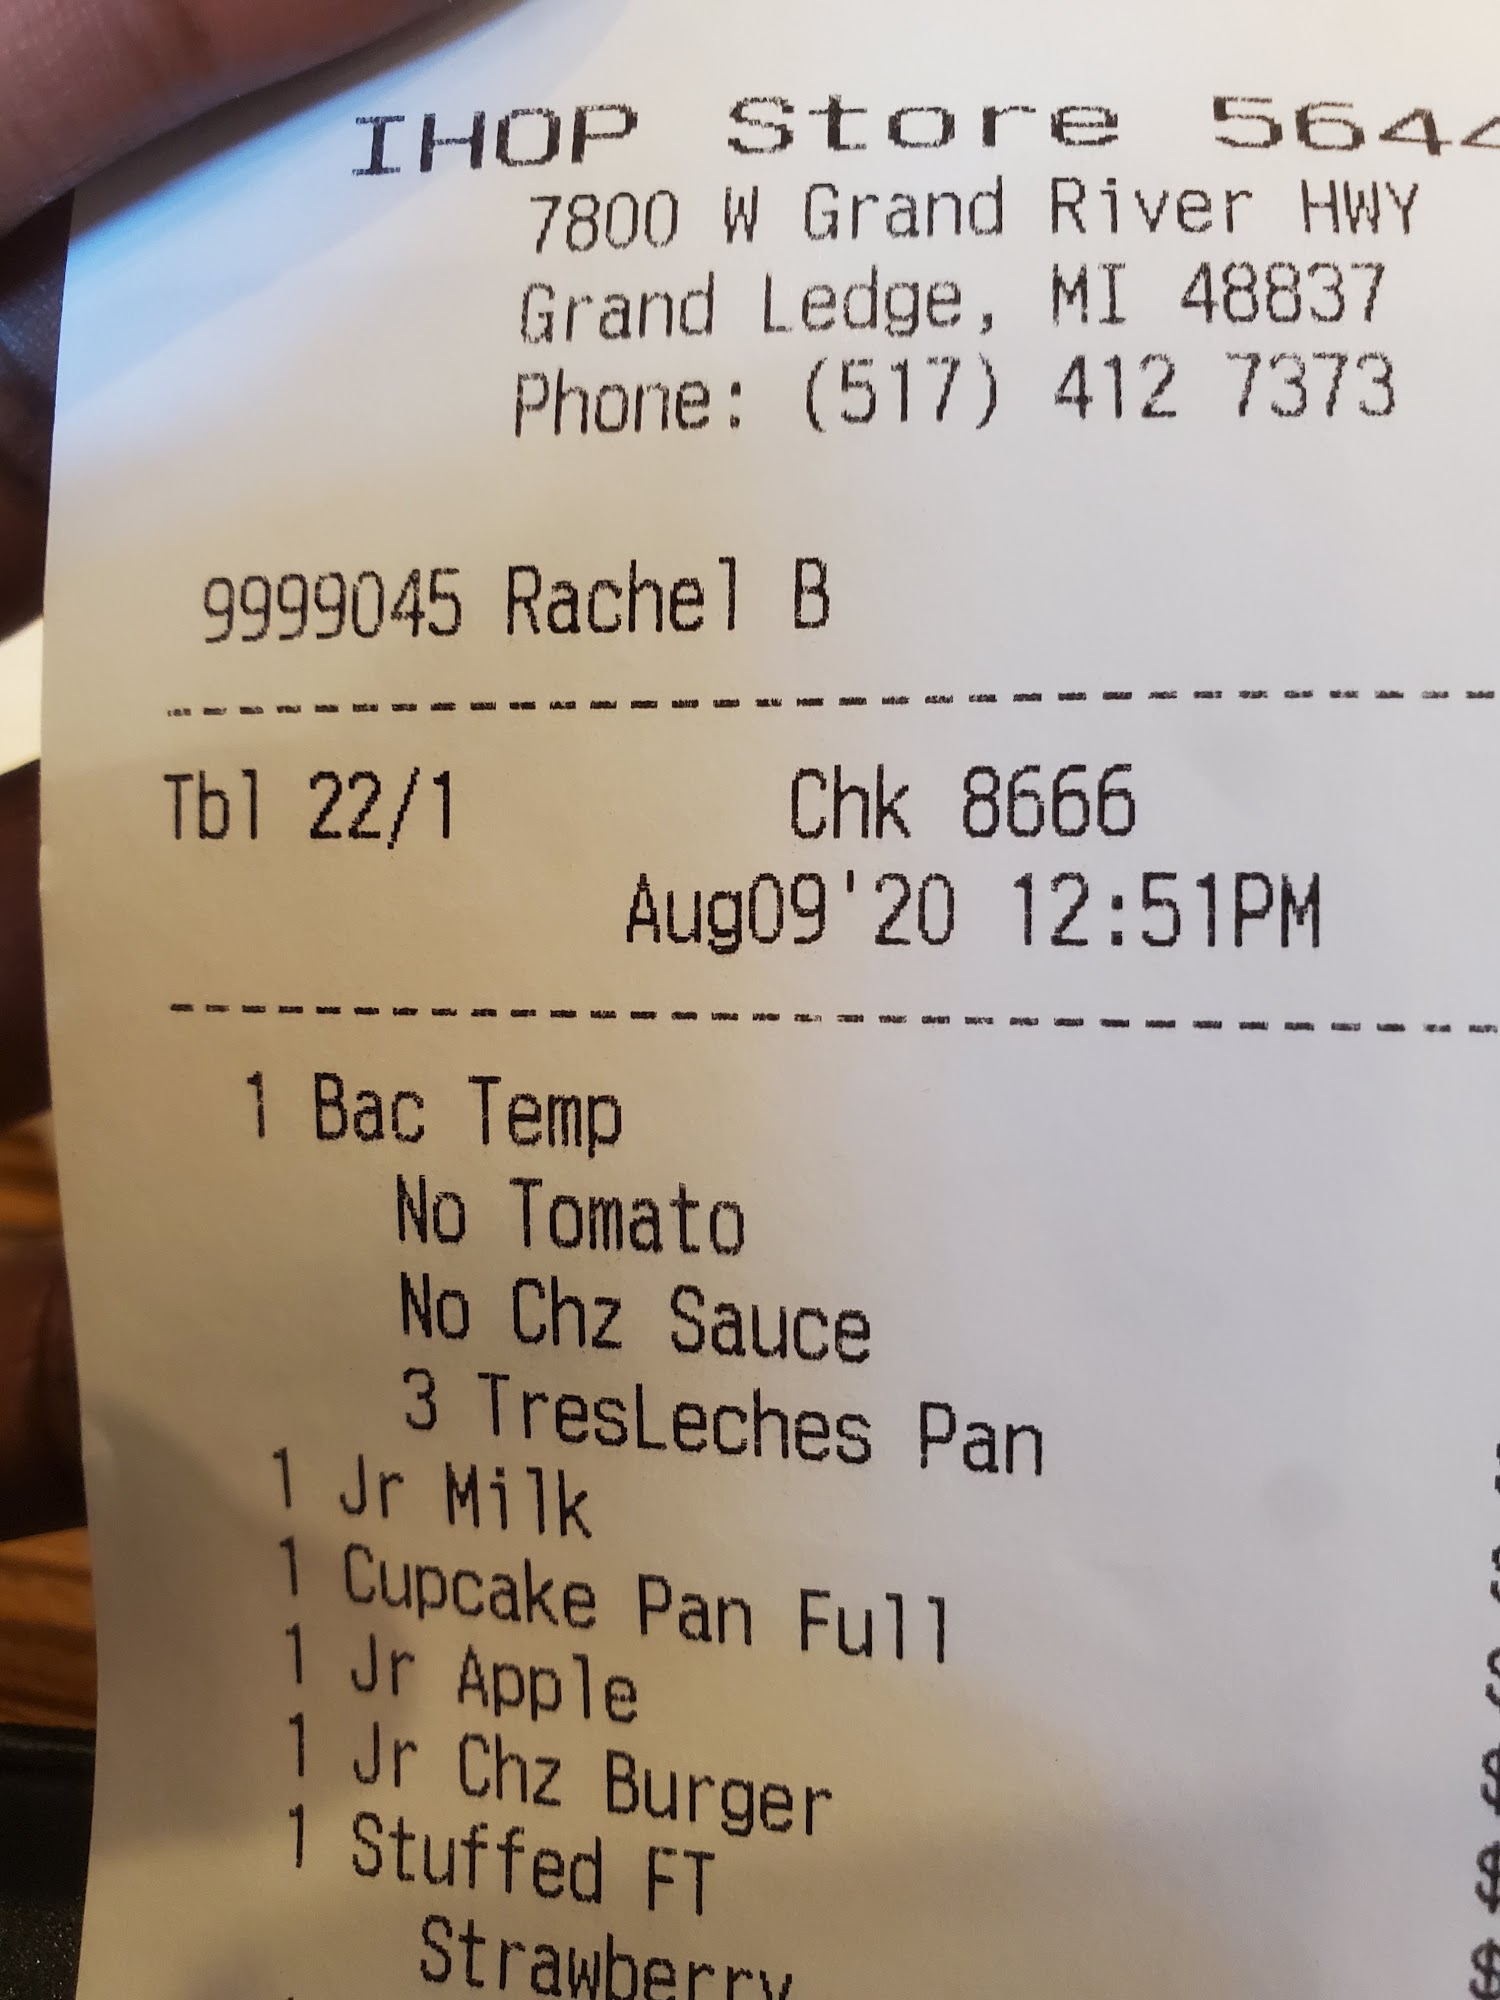 IHOP Store 5644
7800 W Grand River HWY
Grand Ledge, MI 48837
Phone: (517) 412 7373
9999045 Rachel B
Tbl 22/1 Chk 8666
Aug09'20 12:51PM
1 Bac Temp
No Tomato
No Chz Sauce
3 TresLeches Pan
1 Jr Milk
1 Cupcake Pan Full
1 Jr Apple
1 Jr Chz Burger $
1 Stuffed FT $
Strawberry $